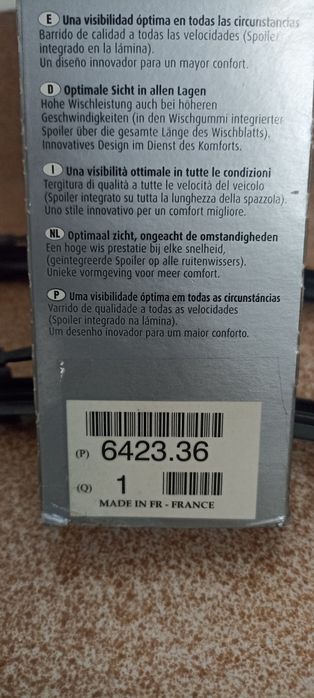 E Una visibilidad óptima en todas las circunstancias
Barrido de calidad a todas las velocidades (Spoiler
integrado en la lámina).
Un diseño innovador para un mayor confort.
D Optimale Sicht in allen Lagen
Hohe Wischleistung auch bei höheren
Geschwindigkeiten (in den Wischgummi integrierter
Spoiler über die gesamte Länge des Wischblatts).
Innovatives Design im Dienst des Komforts.
I Una visibilità ottimale in tutte le condizioni
Tergitura di qualità a tutte le velocità del veicolo
(Spoiler integrato su tutta la lunghezza della spazzola).
Uno stile innovativo per un comfort migliore.
NL Optimaal zicht, ongeacht de omstandigheden
Een hoge wis prestatie bij elke snelheid,
(geïntegreerde Spoiler op alle ruitenwissers).
Unieke vormgeving voor meer comfort.
P Uma visibilidade óptima em todas as circunstáncias
Varrido de qualidade a todas as velocidades
(Spoiler integrado na lámina).
Um desenho inovador para um maior conforto.
(P) 6423.36
(Q) 1
MADE IN FR - FRANCE